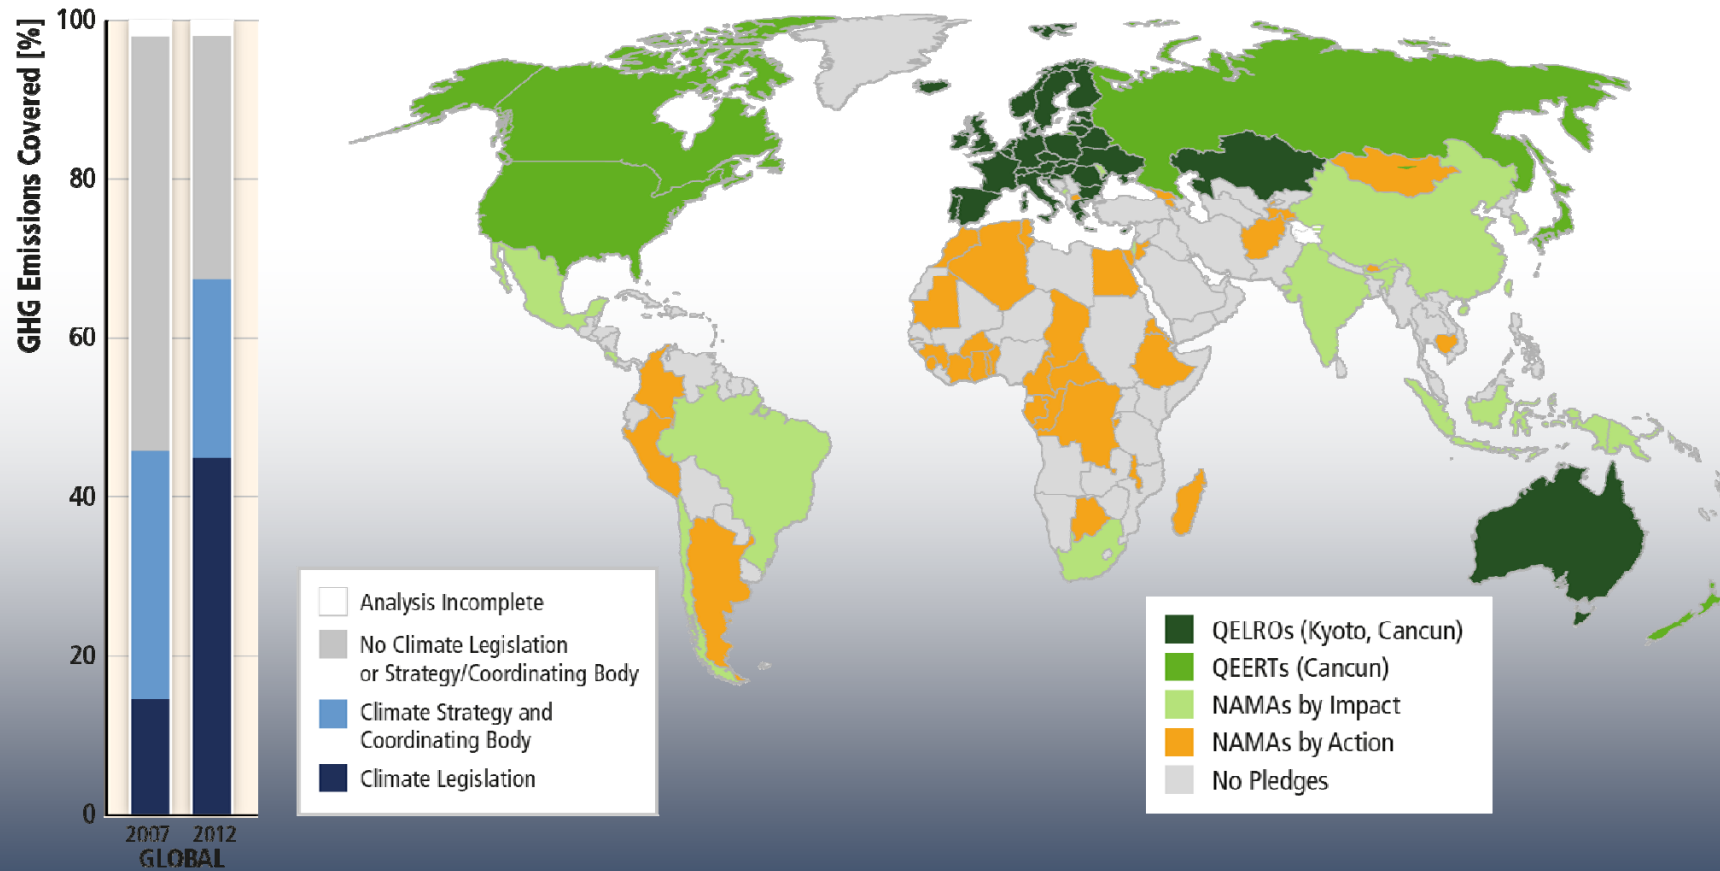 GHG Emissions Covered [%]
100
80
60
40
20
0
2007 2012
GLOBAL
Analysis Incomplete
No Climate Legislation
or Strategy/Coordinating Body
Climate Strategy and
Coordinating Body
Climate Legislation
QELROs (Kyoto, Cancun)
QEERTs (Cancun)
NAMAs by Impact
NAMAs by Action
No Pledges